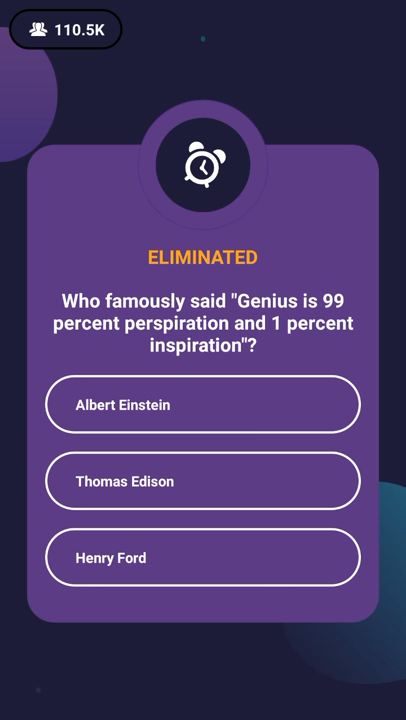 110.5K
ELIMINATED
Who famously said "Genius is 99
percent perspiration and 1 percent
inspiration"?
Albert Einstein
Thomas Edison
Henry Ford